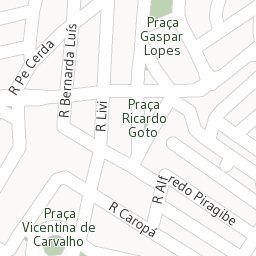 Praça
Gaspar
Lopes
R Pe Cerda
R Bernarda Luís
R Livi
Praça
Ricardo
Goto
R Alf
redo Piragibe
R Caropá
Praça
Vicentina de
Carvalho